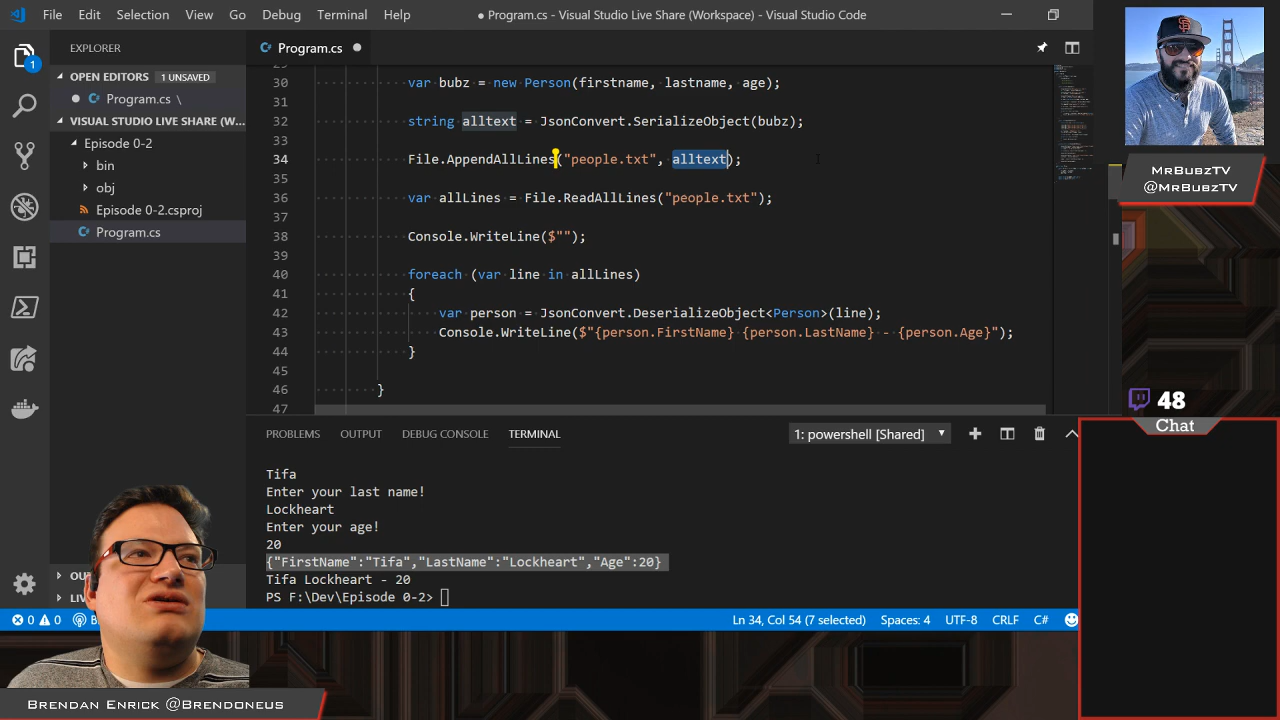 File Edit Selection View Go Debug Terminal Help
● Program.cs - Visual Studio Live Share (Workspace) - Visual Studio Code
EXPLORER
OPEN EDITORS 1 UNSAVED
● C# Program.cs \
VISUAL STUDIO LIVE SHARE (W...
Episode 0-2
bin
obj
Episode 0-2.csproj
C# Program.cs
1
C# Program.cs ●
30 var bubz = new Person(firstname, lastname, age);
31
32 string alltext = JsonConvert.SerializeObject(bubz);
33
34 File.AppendAllLines("people.txt", alltext);
35
36 var allLines = File.ReadAllLines("people.txt");
37
38 Console.WriteLine($"");
39
40 foreach (var line in allLines)
41 {
42 var person = JsonConvert.DeserializeObject<Person>(line);
43 Console.WriteLine($"{person.FirstName} {person.LastName} - {person.Age}");
44 }
45
46 }
47
PROBLEMS OUTPUT DEBUG CONSOLE TERMINAL
1: powershell [Shared]
Tifa
Enter your last name!
Lockheart
Enter your age!
20
{"FirstName":"Tifa","LastName":"Lockheart","Age":20}
Tifa Lockheart - 20
PS F:\Dev\Episode 0-2>
0 0
Ln 34, Col 54 (7 selected) Spaces: 4 UTF-8 CRLF C#
MrBubzTV
@MrBubzTV
48
Chat
Brendan Enrick @Brendoneus